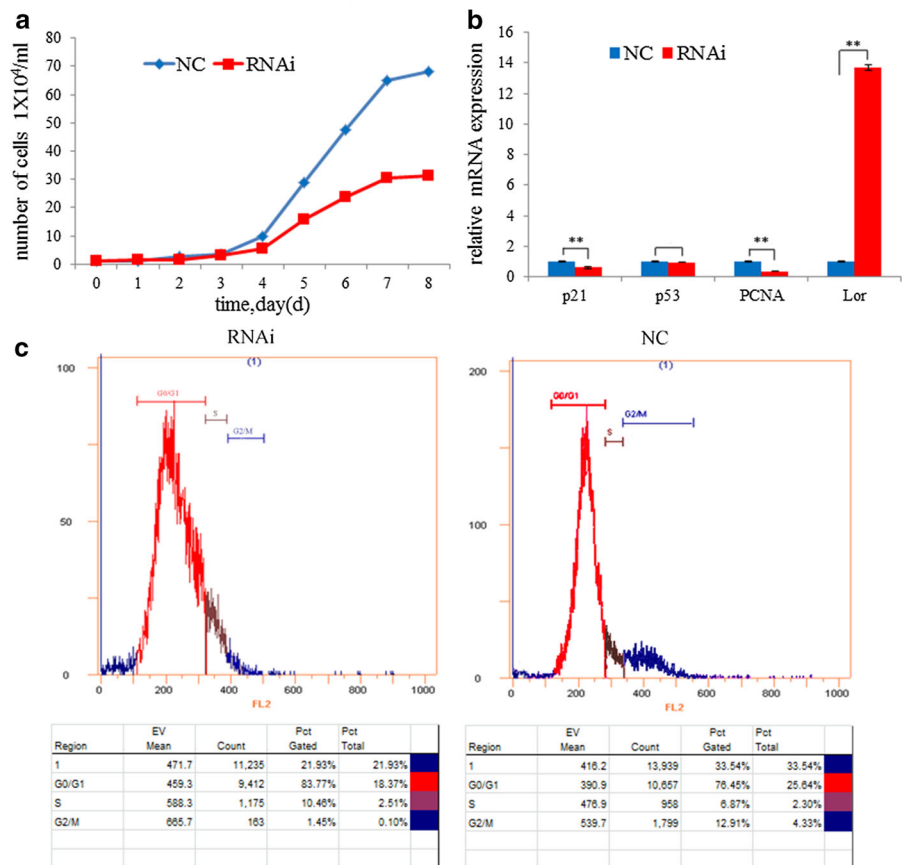 a
80
70
60
50
40
30
20
10
0
number of cells 1X10⁴/ml
NC
RNAi
0 1 2 3 4 5 6 7 8
time,day(d)
b
16
14
12
10
8
6
4
2
0
relative mRNA expression
NC
RNAi
**
**
**
p21 p53 PCNA Lor
c
RNAi
(1)
100
50
0
G0/G1
S
G2/M
0 200 400 600 800 1000
FL2
NC
(1)
200
100
0
G0/G1
S
G2/M
0 200 400 600 800 1000
FL2
Region EV Mean Count Pct Gated Pct Total
1 471.7 11,235 21.93% 21.93%
G0/G1 459.3 9,412 83.77% 18.37%
S 588.3 1,175 10.46% 2.51%
G2/M 665.7 163 1.45% 0.10%
Region EV Mean Count Pct Gated Pct Total
1 416.2 13,939 33.54% 33.54%
G0/G1 390.9 10,657 76.45% 25.64%
S 476.9 958 6.87% 2.30%
G2/M 539.7 1,799 12.91% 4.33%